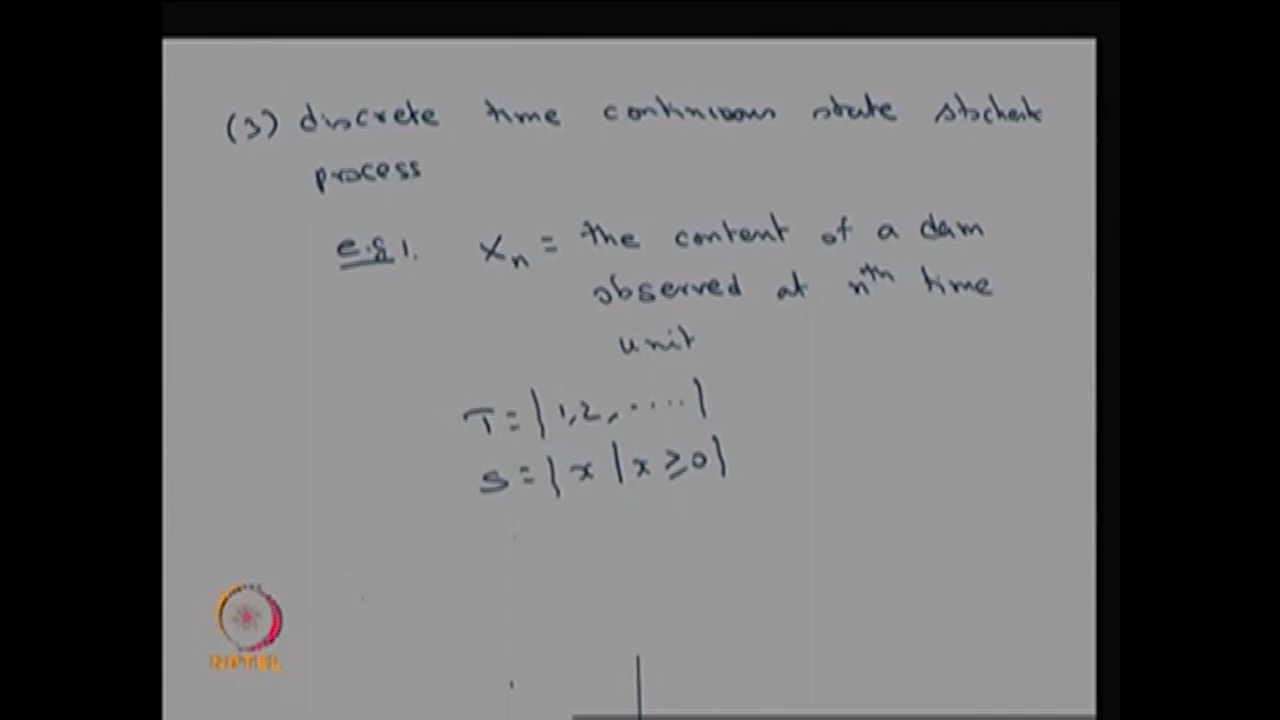 (3) discrete time continuous state stochastic
process
e.g 1. Xn = the content of a dam
observed at nth time
unit
T = {1,2, .....}
S = {x | x ≥ 0}
NPTEL